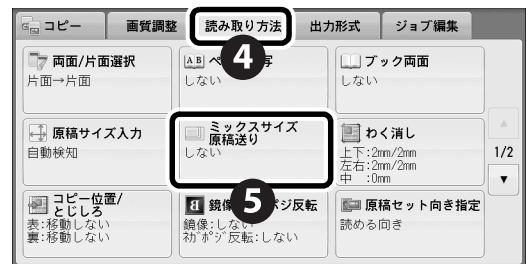 コピー 画質調整 読み取り方法 出力形式 ジョブ編集
4
両面/片面選択
片面→片面
しない
ブック両面
しない
原稿サイズ入力
自動検知
ミックスサイズ
原稿送り
しない
わく消し
上下:2mm/2mm
左右:2mm/2mm
中 :0mm
1/2
コピー位置/
とじしろ
表:移動しない
裏:移動しない
5
鏡像:しない
ネガポジ反転:しない
原稿セット向き指定
読める
向き